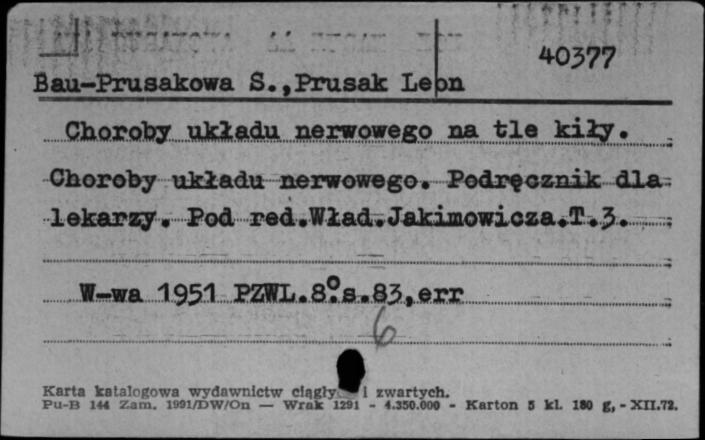 40377
Bau-Prusakowa S.,Prusak Leon
Choroby układu nerwowego na tle kiły.
Choroby układu nerwowego. Podręcznik dla
lekarzy. Pod red.Wład.Jakimowicza.T.3.
W-wa 1951 PZWL.8°.s.83,err
6
Karta katalogowa wydawnictw ciągły i zwartych.
Pu-B 144 Zam. 1991/DW/On — Wrak 1291 - 4.350.000 - Karton 5 kl. 180 g, - XII.72.